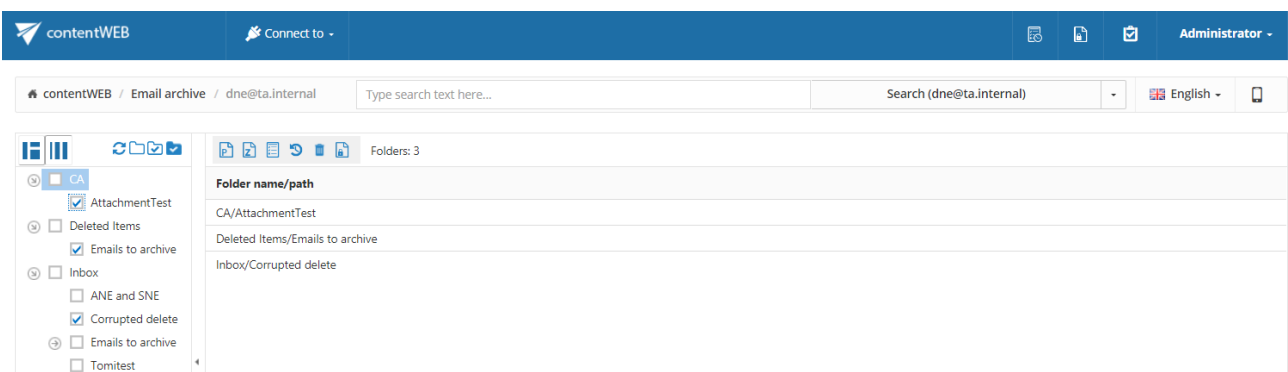 contentWEB Connect to Administrator
contentWEB / Email archive / dne@ta.internal Type search text here... Search (dne@ta.internal) English
Folders: 3
CA
AttachmentTest
Deleted Items
Emails to archive
Inbox
ANE and SNE
Corrupted delete
Emails to archive
Tomitest
Folder name/path
CA/AttachmentTest
Deleted Items/Emails to archive
Inbox/Corrupted delete